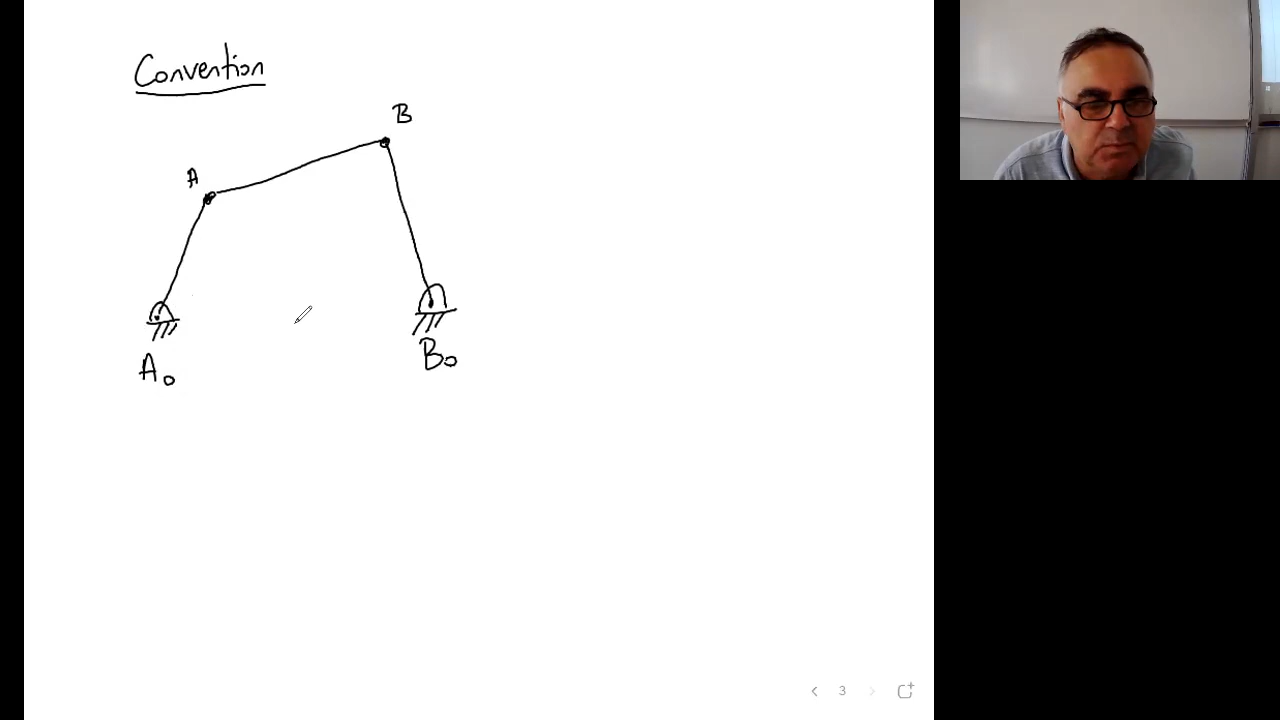 Convention
B
A
A₀
B₀
3